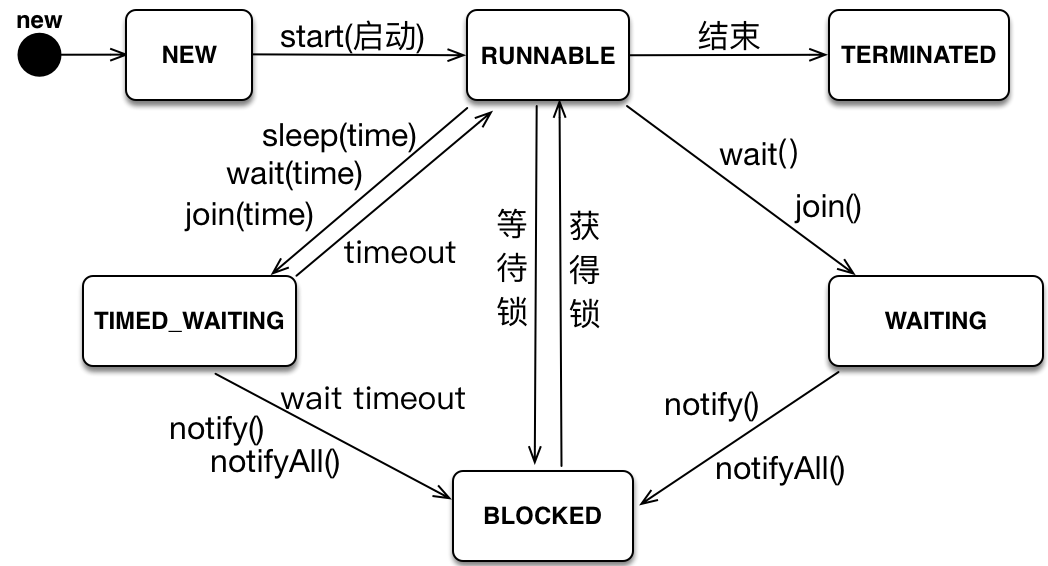 new
NEW
start(启动)
RUNNABLE
结束
TERMINATED
sleep(time)
wait(time)
join(time)
timeout
等待锁
获得锁
wait()
join()
TIMED_WAITING
WAITING
wait timeout
notify()
notifyAll()
notify()
notifyAll()
BLOCKED